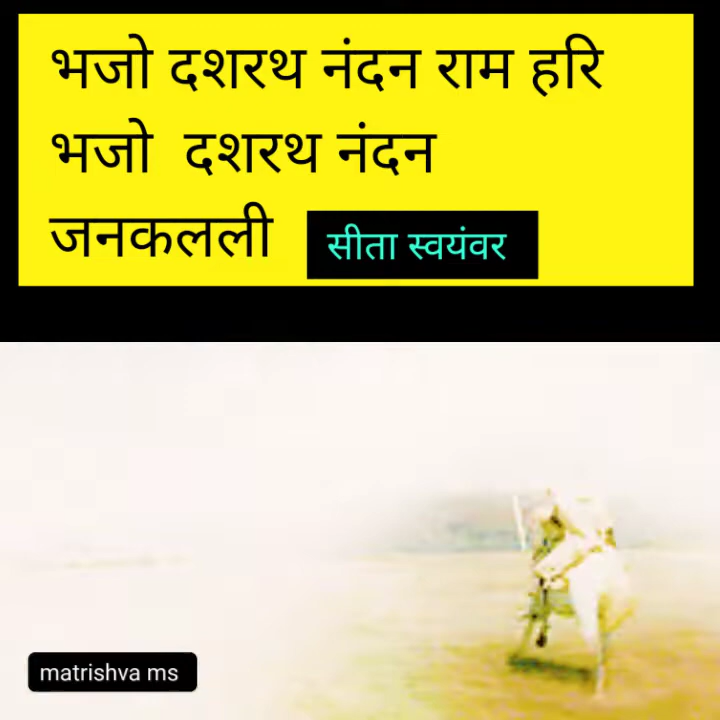 भजो दशरथ नंदन राम हरि
भजो दशरथ नंदन
जनकलली सीता स्वयंवर
matrishva ms